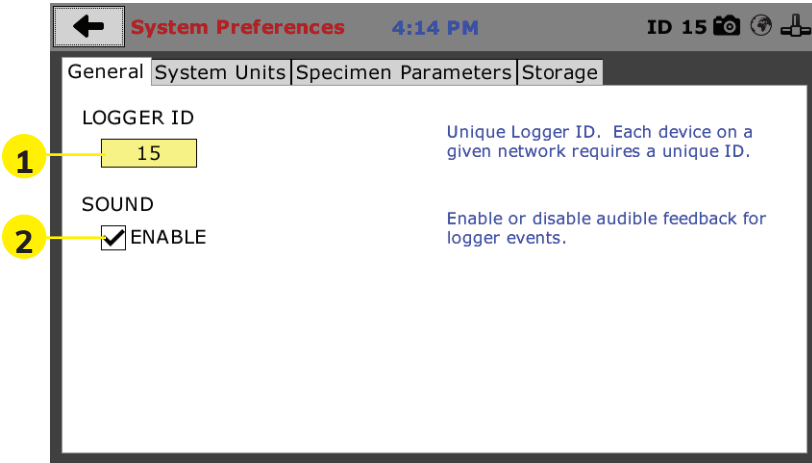 System Preferences 4:14 PM ID 15
General System Units Specimen Parameters Storage
LOGGER ID
1 15
Unique Logger ID. Each device on a
given network requires a unique ID.
SOUND
2 ENABLE
Enable or disable audible feedback for
logger events.